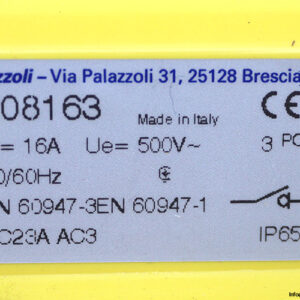 zzoli – Via Palazzoli 31, 25128 Brescia
08163 CE
Made in Italy
= 16A Ue= 500V~ 3 PO
0/60Hz
N 60947-3EN 60947-1
C23A AC3 IP65